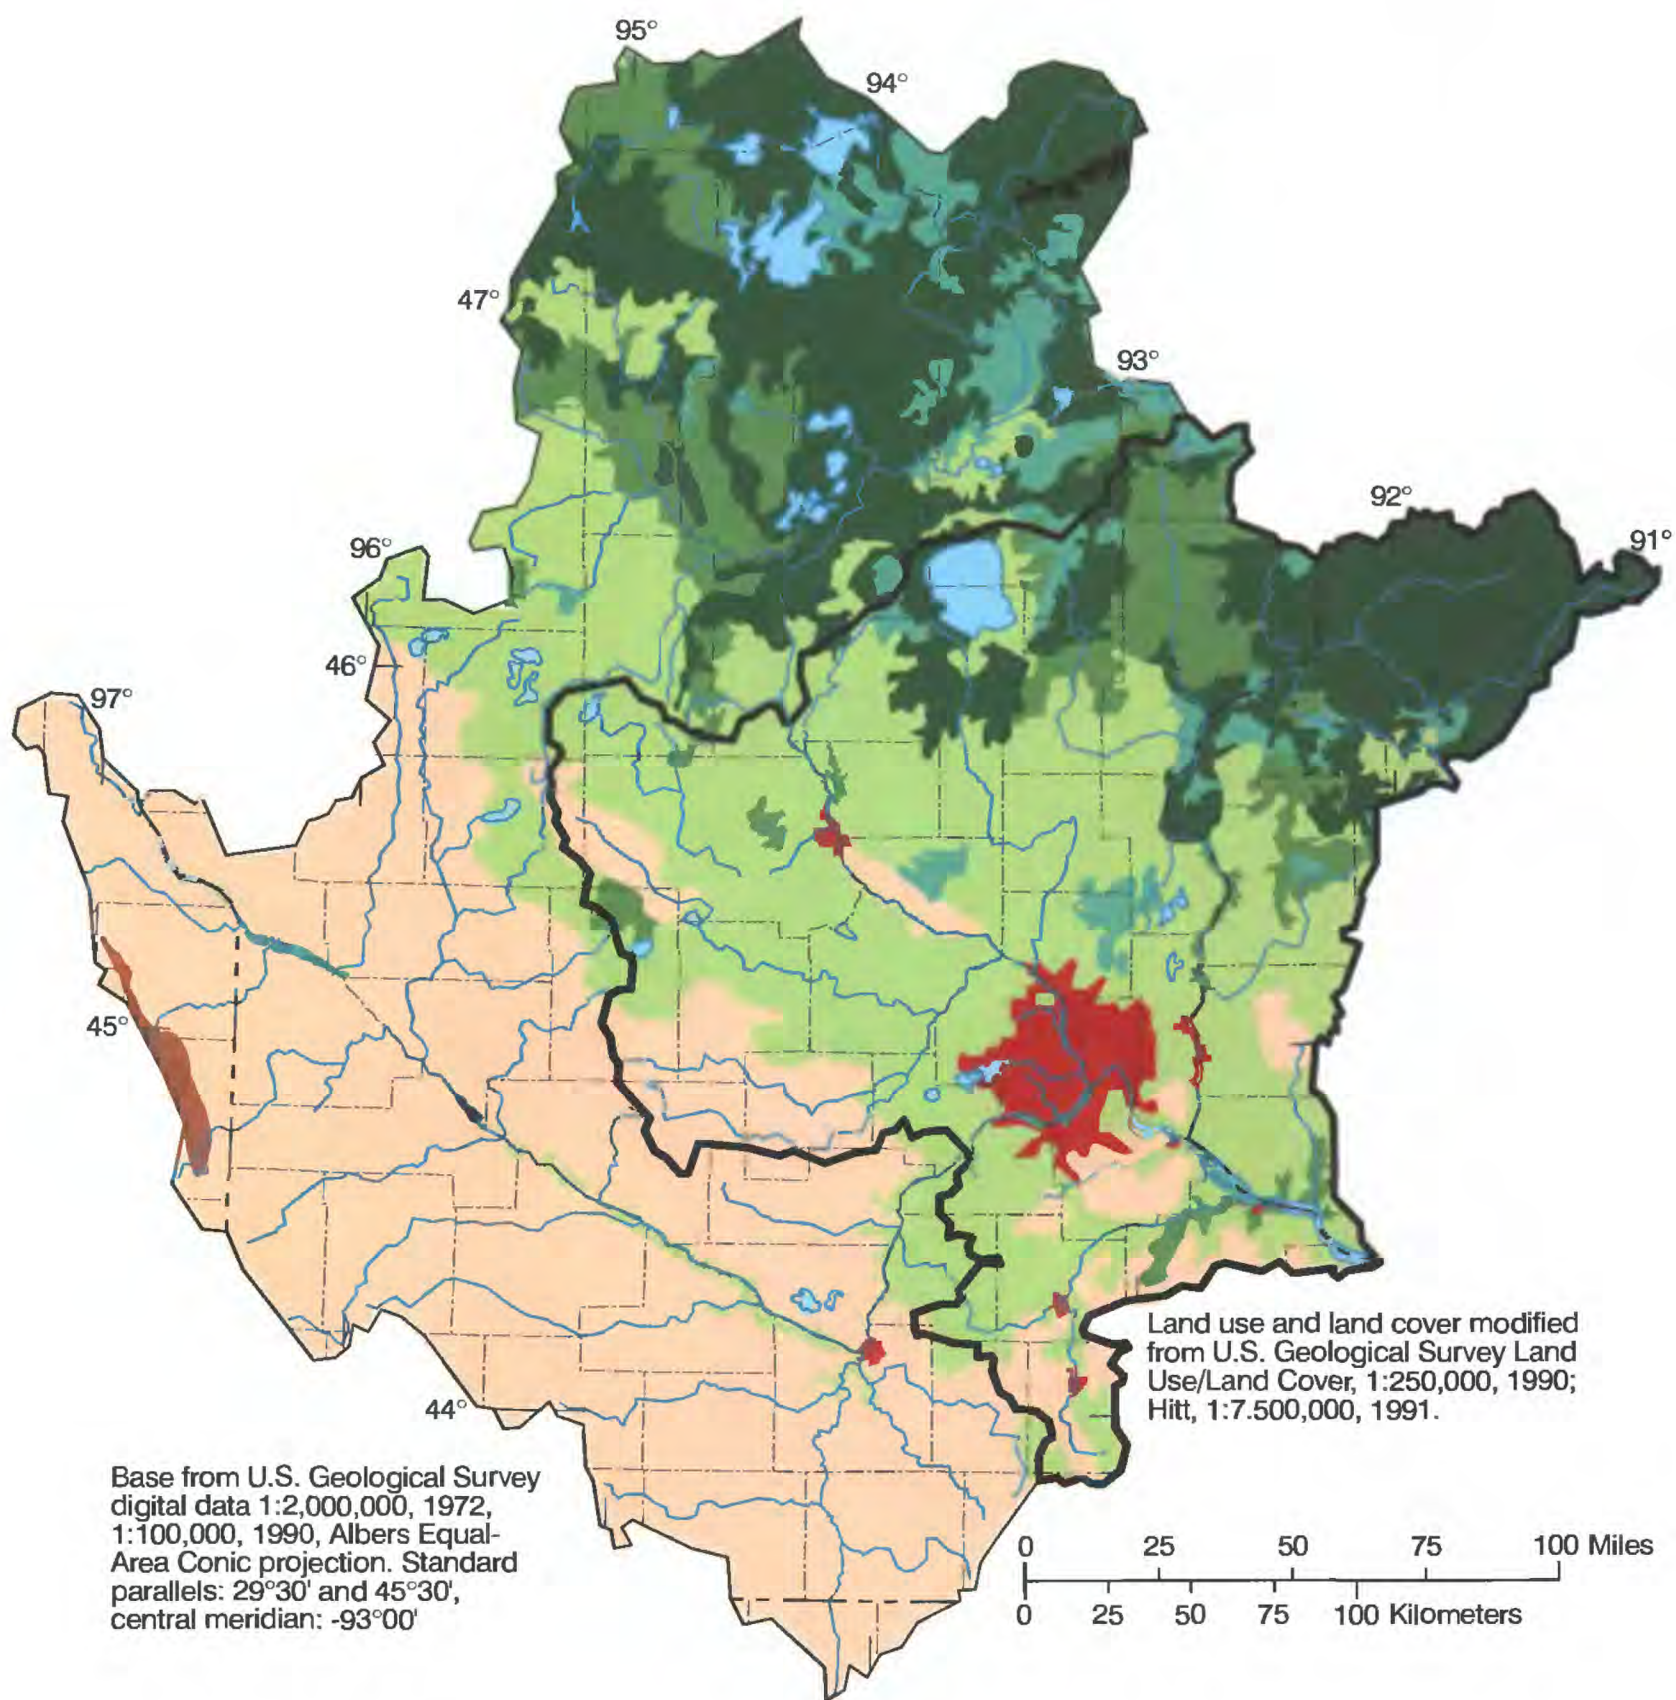 95°
94°
47°
93°
92°
91°
96°
46°
97°
45°
44°
Land use and land cover modified
from U.S. Geological Survey Land
Use/Land Cover, 1:250,000, 1990;
Hitt, 1:7.500,000, 1991.
Base from U.S. Geological Survey
digital data 1:2,000,000, 1972,
1:100,000, 1990, Albers Equal-
Area Conic projection. Standard
parallels: 29°30' and 45°30',
central meridian: -93°00'
0 25 50 75 100 Miles
0 25 50 75 100 Kilometers